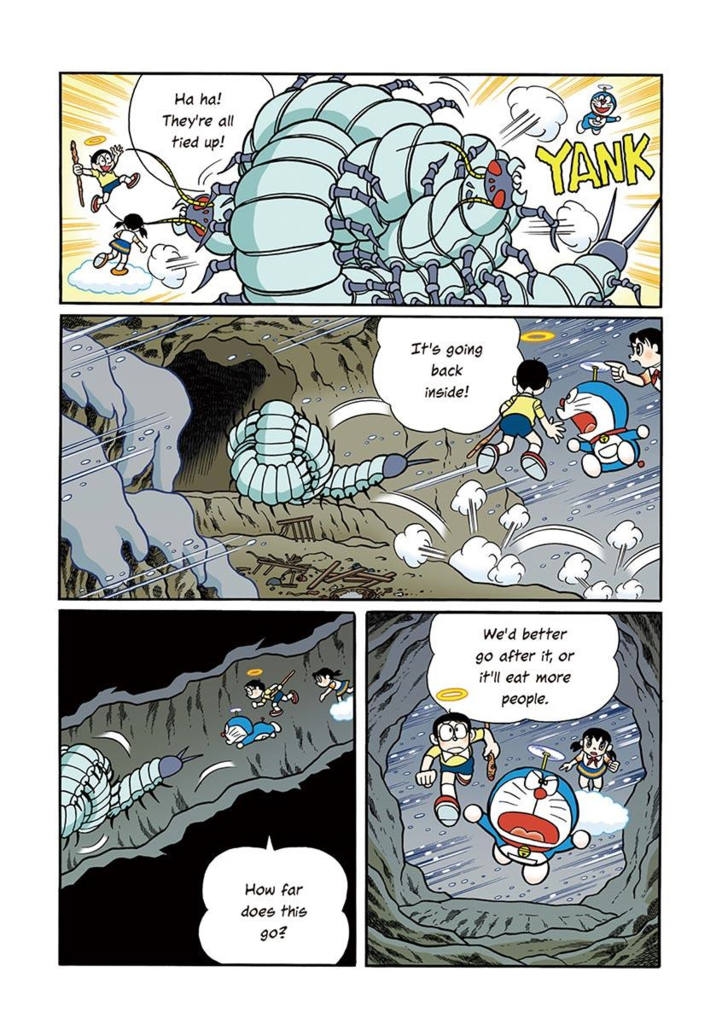 YANK
Ha ha!
They're all
tied up!
It's going
back
inside!
We'd better
go after it, or
it'll eat more
people.
How far
does this
go?